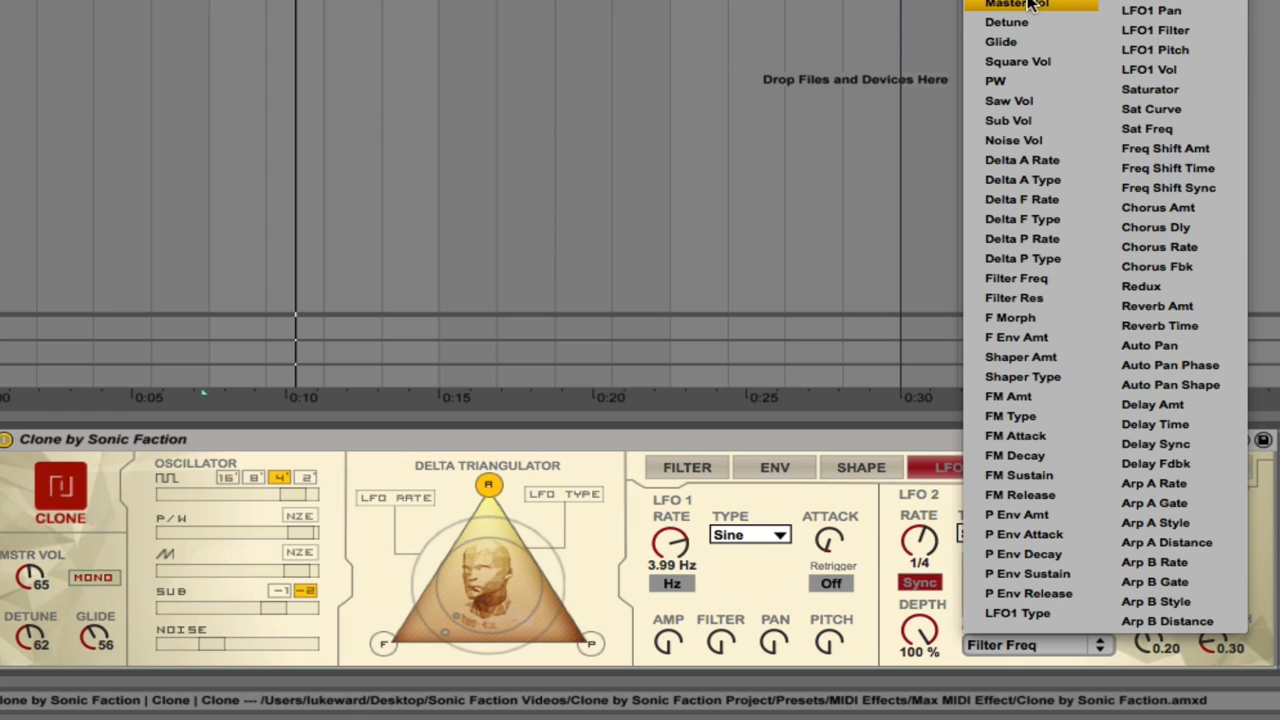 Master Vol
Detune
Glide
Square Vol
PW
Saw Vol
Sub Vol
Noise Vol
Delta A Rate
Delta A Type
Delta F Rate
Delta F Type
Delta P Rate
Delta P Type
Filter Freq
Filter Res
F Morph
F Env Amt
Shaper Amt
Shaper Type
FM Amt
FM Type
FM Attack
FM Decay
FM Sustain
FM Release
P Env Amt
P Env Attack
P Env Decay
P Env Sustain
P Env Release
LFO1 Type
LFO1 Pan
LFO1 Filter
LFO1 Pitch
LFO1 Vol
Saturator
Sat Curve
Sat Freq
Freq Shift Amt
Freq Shift Time
Freq Shift Sync
Chorus Amt
Chorus Dly
Chorus Rate
Chorus Fbk
Redux
Reverb Amt
Reverb Time
Auto Pan
Auto Pan Phase
Auto Pan Shape
Delay Amt
Delay Time
Delay Sync
Delay Fdbk
Arp A Rate
Arp A Gate
Arp A Style
Arp A Distance
Arp B Rate
Arp B Gate
Arp B Style
Arp B Distance
Drop Files and Devices Here
00 0:05 0:10 0:15 0:20 0:25 0:30
Clone by Sonic Faction
CLONE
MSTR VOL
65 MONO
DETUNE GLIDE
62 56
OSCILLATOR
16' 8' 4' 2'
P/W NZE
NZE
SUB -1 -2
NOISE
DELTA TRIANGULATOR
A
LFO RATE LFO TYPE
F P
FILTER ENV SHAPE LFO
LFO 1
RATE TYPE ATTACK
Sine
3.99 Hz Retrigger
Hz Off
AMP FILTER PAN PITCH
LFO 2
RATE
1/4
Sync
DEPTH
100 %
Filter Freq 0.20 0.30
lone by Sonic Faction | Clone | Clone --- /Users/lukeward/Desktop/Sonic Faction Videos/Clone by Sonic Faction Project/Presets/MIDI Effects/Max MIDI Effect/Clone by Sonic Faction.amxd